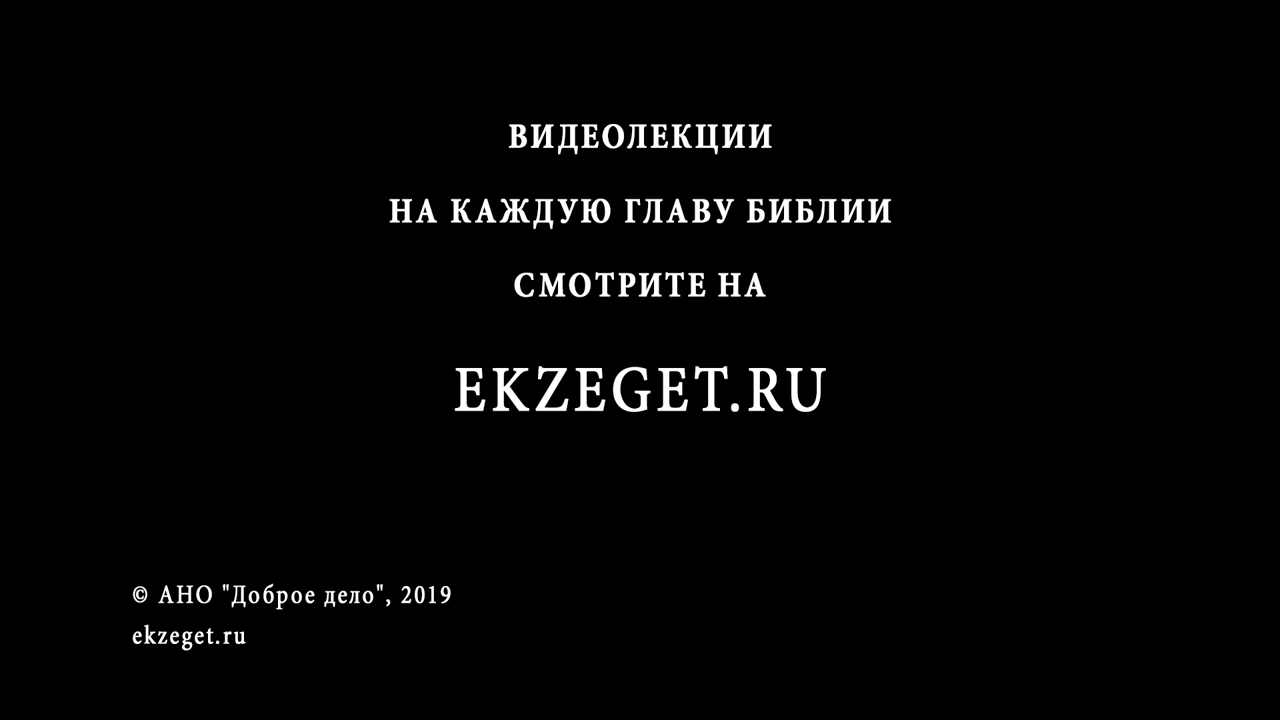 ВИДЕОЛЕКЦИИ
НА КАЖДУЮ ГЛАВУ БИБЛИИ
СМОТРИТЕ НА
EKZEGET.RU
© АНО "Доброе дело", 2019
ekzeget.ru